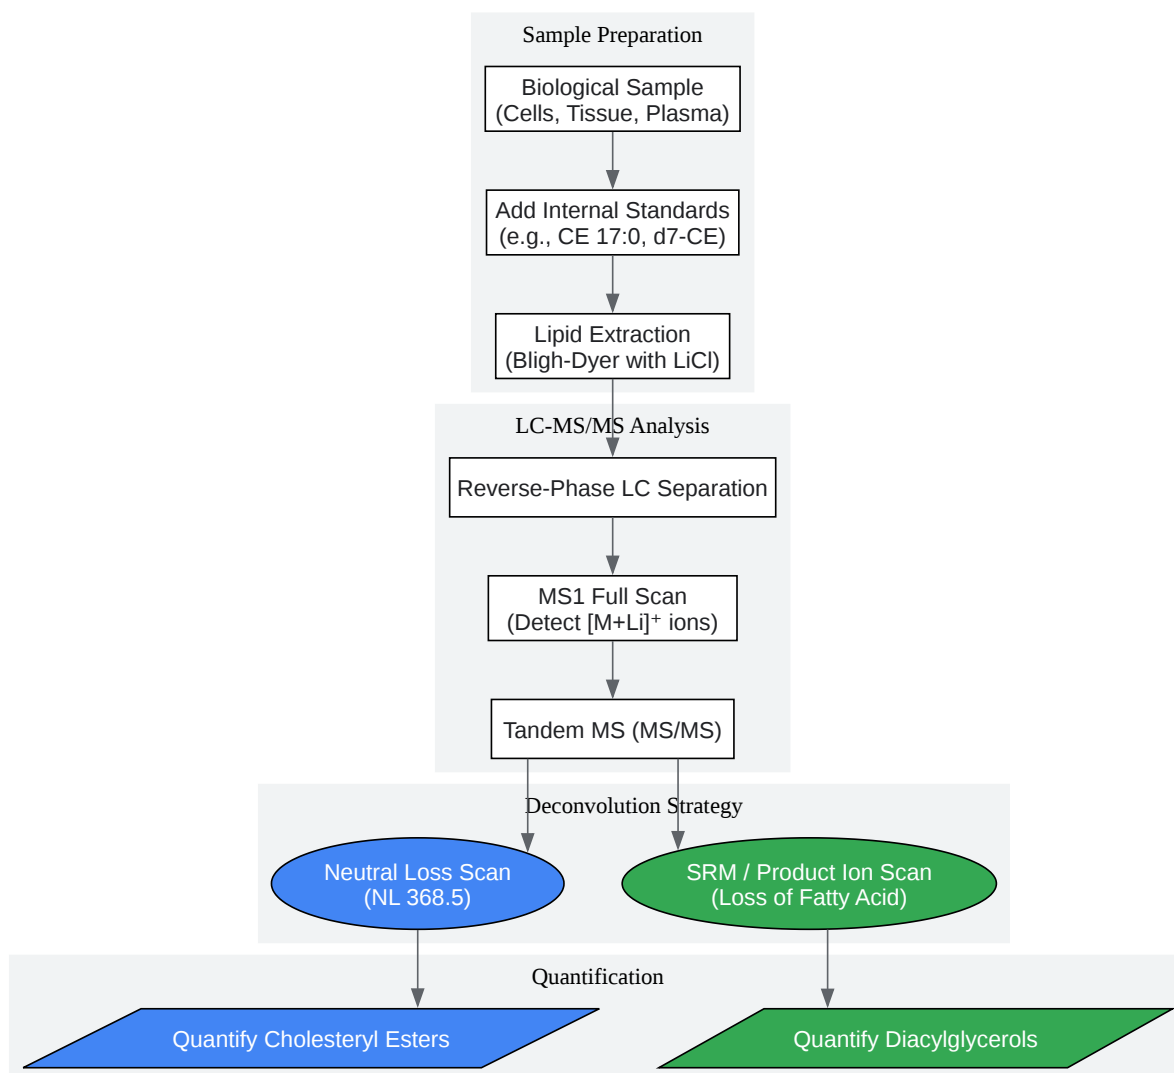 Sample Preparation
Biological Sample
(Cells, Tissue, Plasma)
Add Internal Standards
(e.g., CE 17:0, d7-CE)
Lipid Extraction
(Bligh-Dyer with LiCl)
LC-MS/MS Analysis
Reverse-Phase LC Separation
MS1 Full Scan
(Detect [M+Li]⁺ ions)
Tandem MS (MS/MS)
Deconvolution Strategy
Neutral Loss Scan
(NL 368.5)
SRM / Product Ion Scan
(Loss of Fatty Acid)
Quantification
Quantify Cholesteryl Esters
Quantify Diacylglycerols